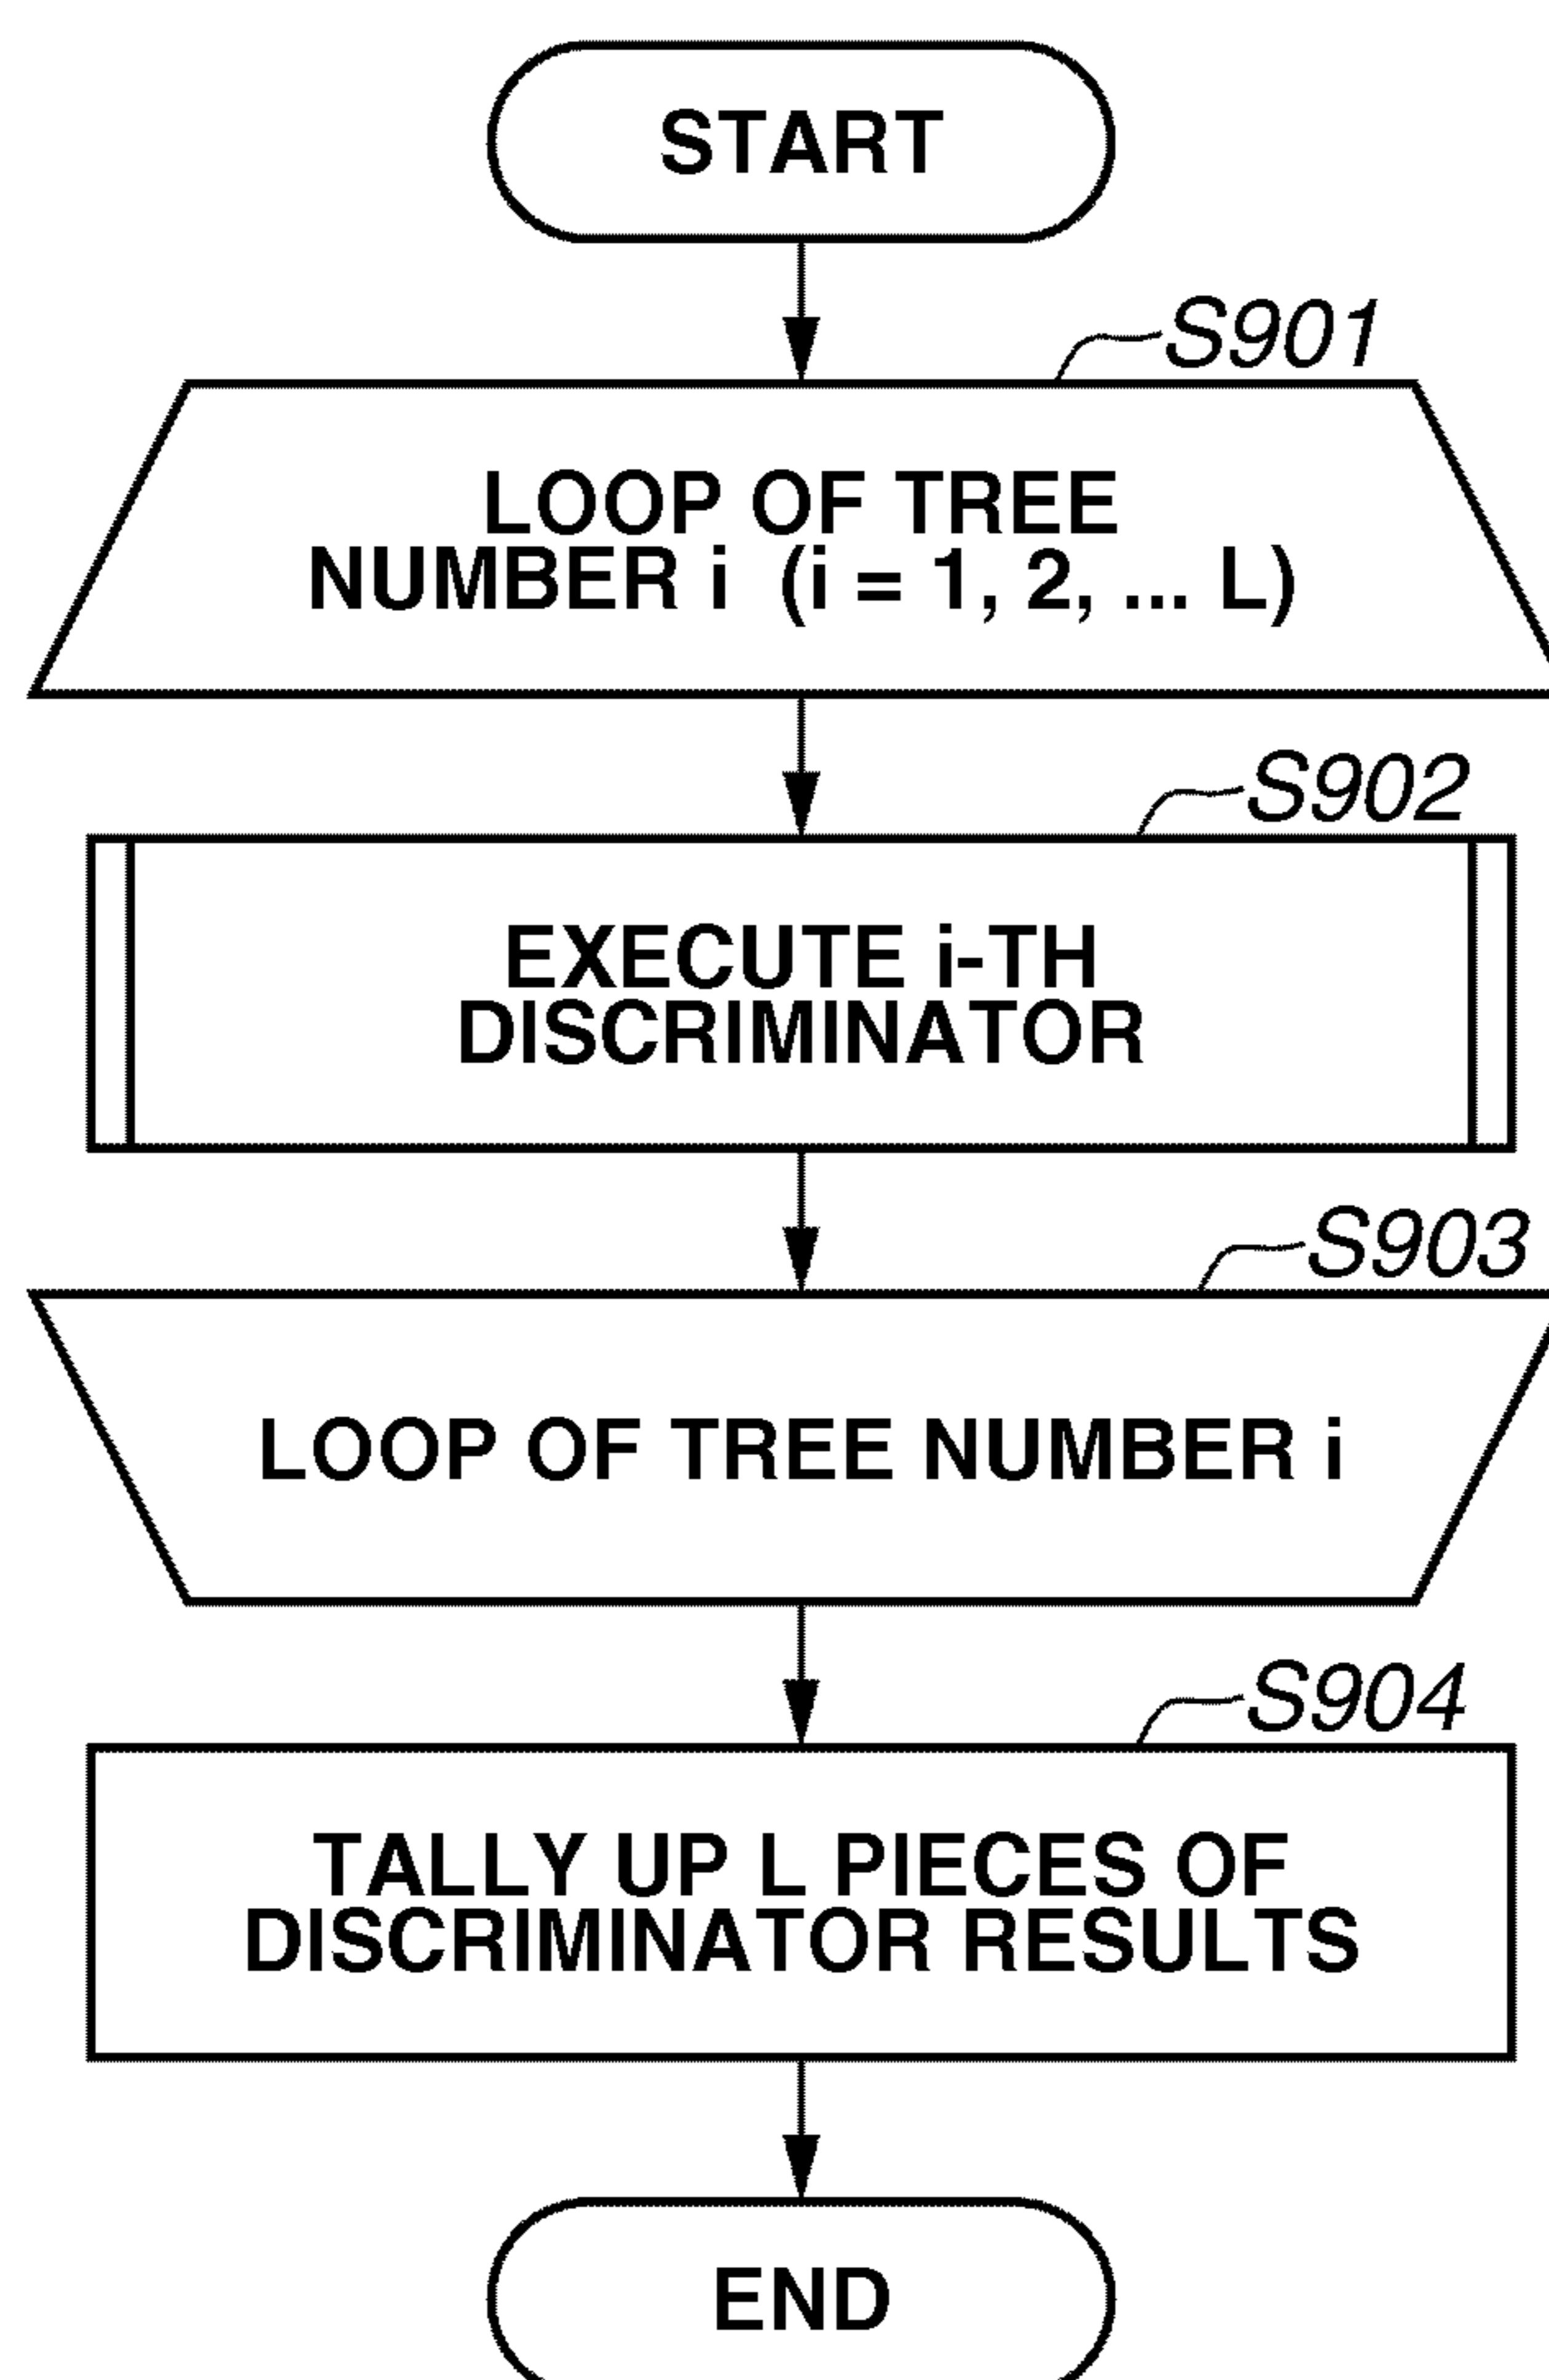 START
S901
LOOP OF TREE
NUMBER i (i = 1, 2, ... L)
S902
EXECUTE i-TH
DISCRIMINATOR
S903
LOOP OF TREE NUMBER i
S904
TALLY UP L PIECES OF
DISCRIMINATOR RESULTS
END